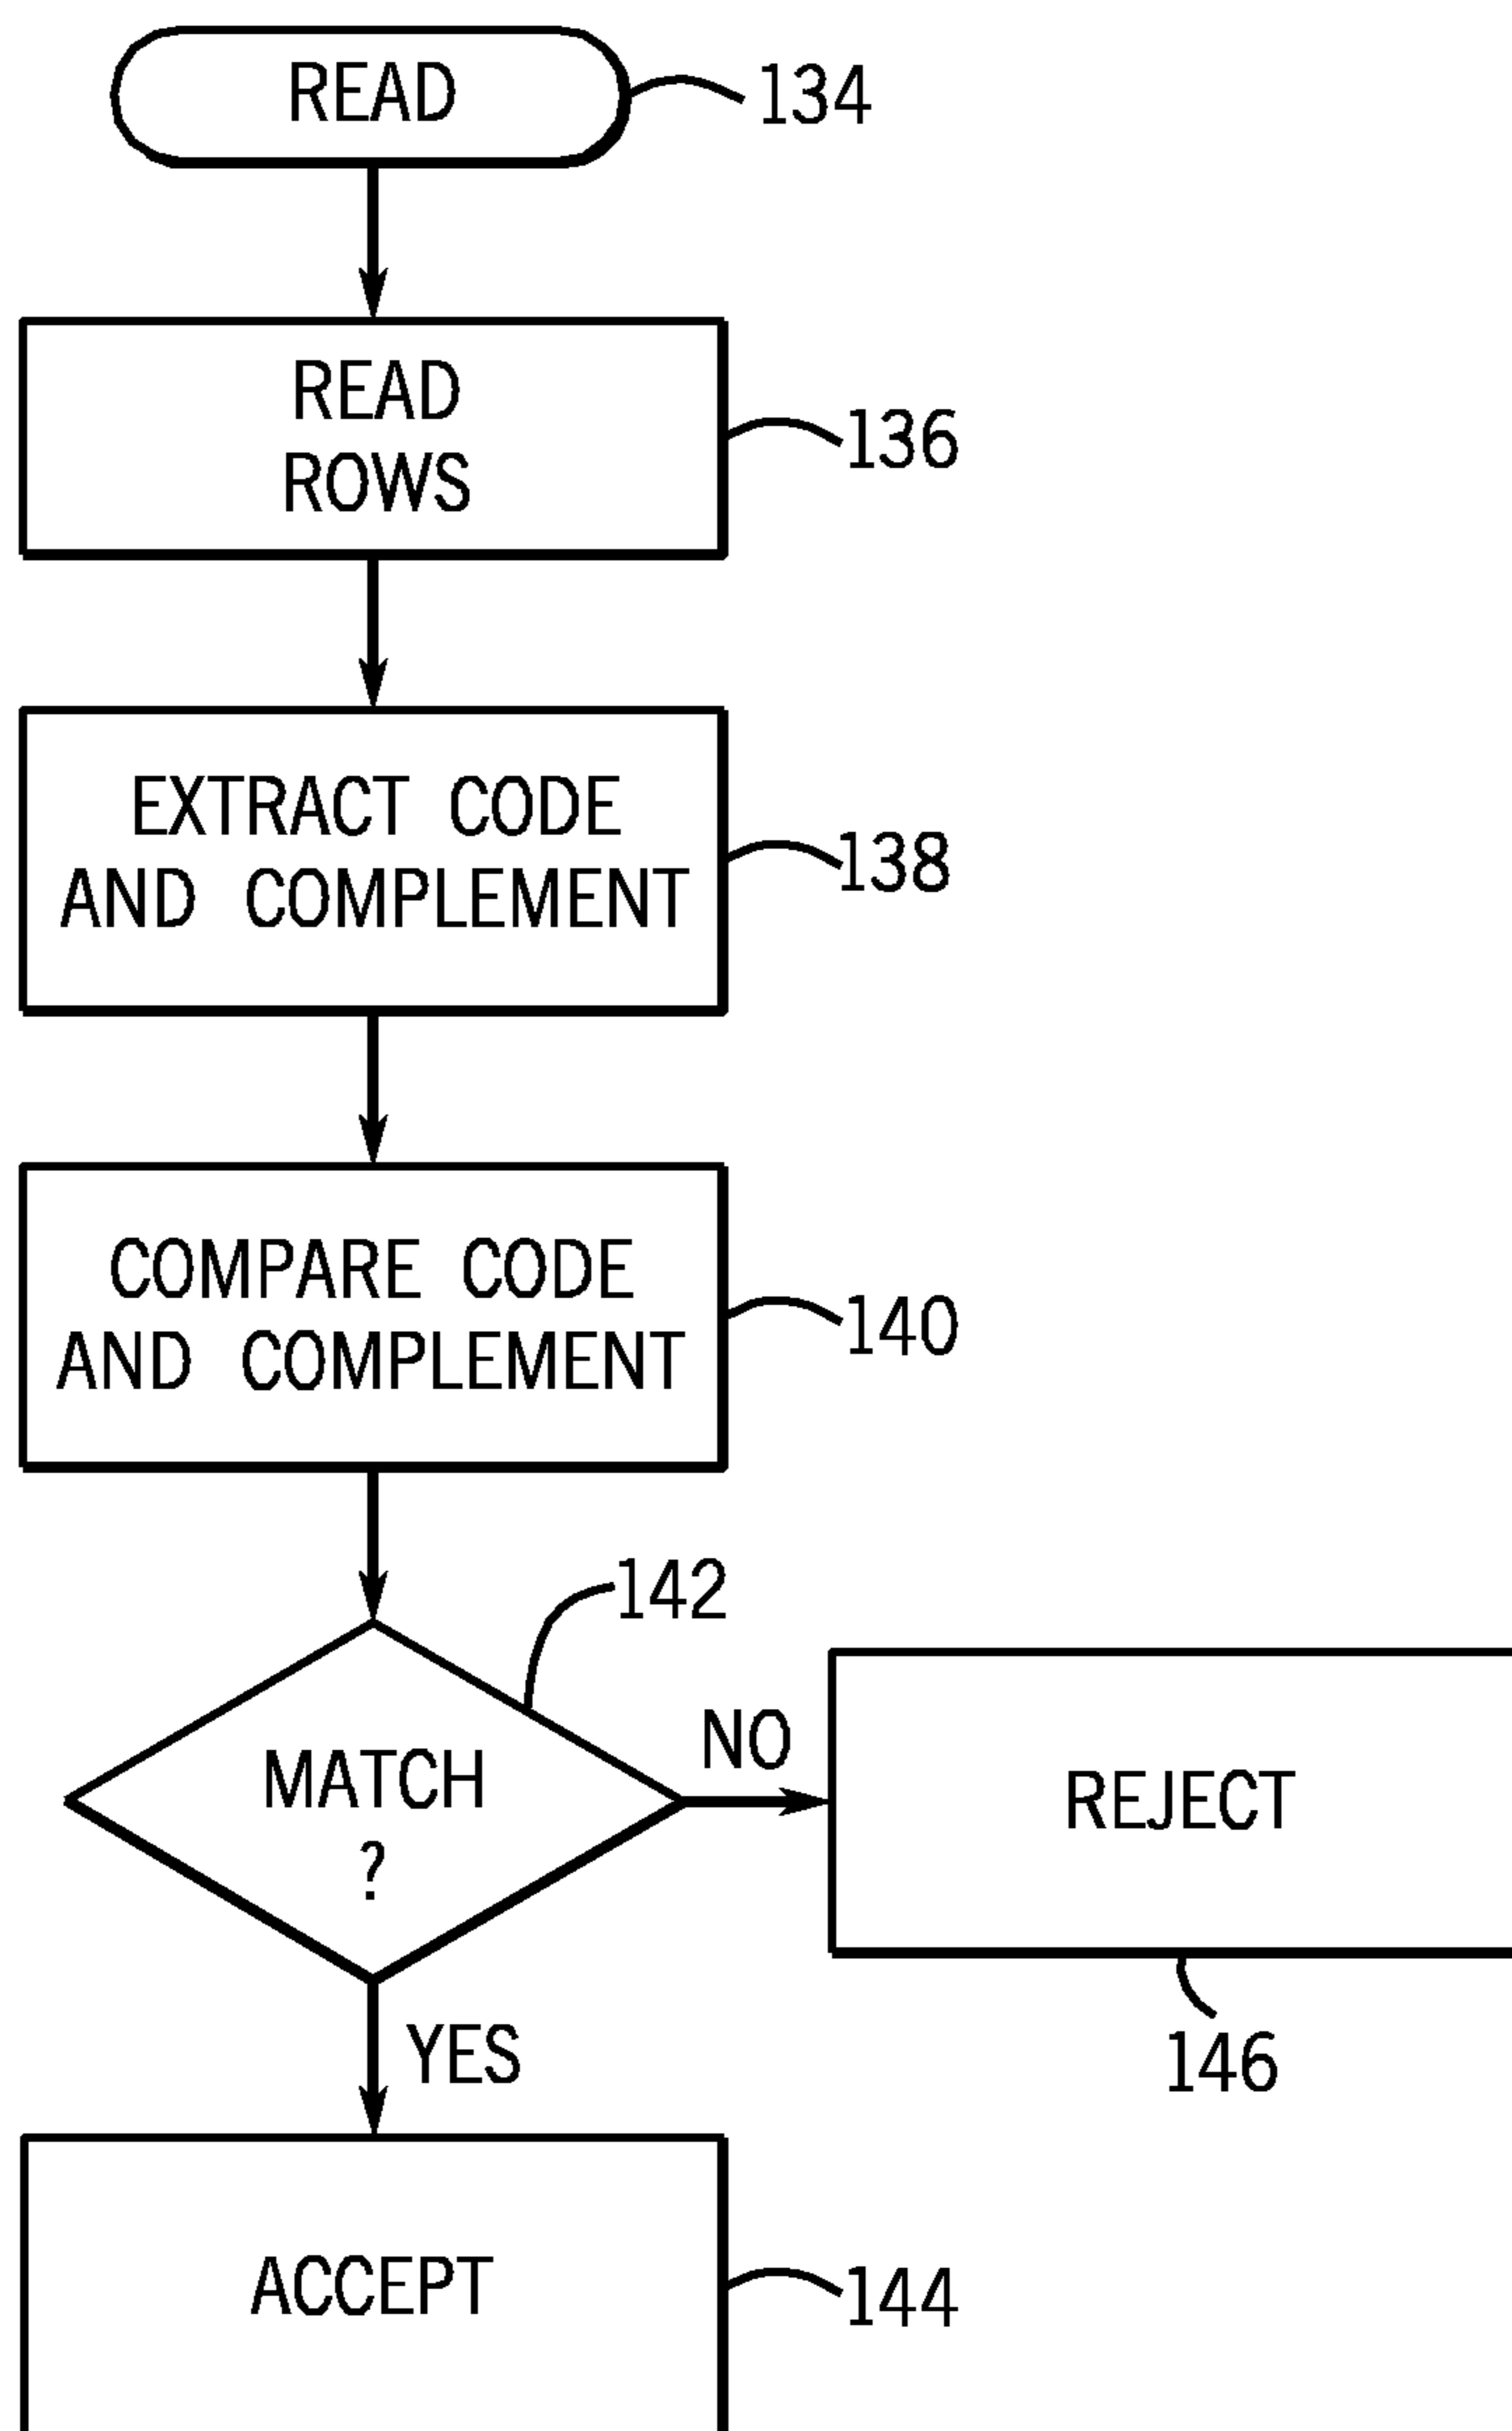 READ
134
READ
ROWS
136
EXTRACT CODE
AND COMPLEMENT
138
COMPARE CODE
AND COMPLEMENT
140
142
MATCH
?
NO
REJECT
146
YES
ACCEPT
144